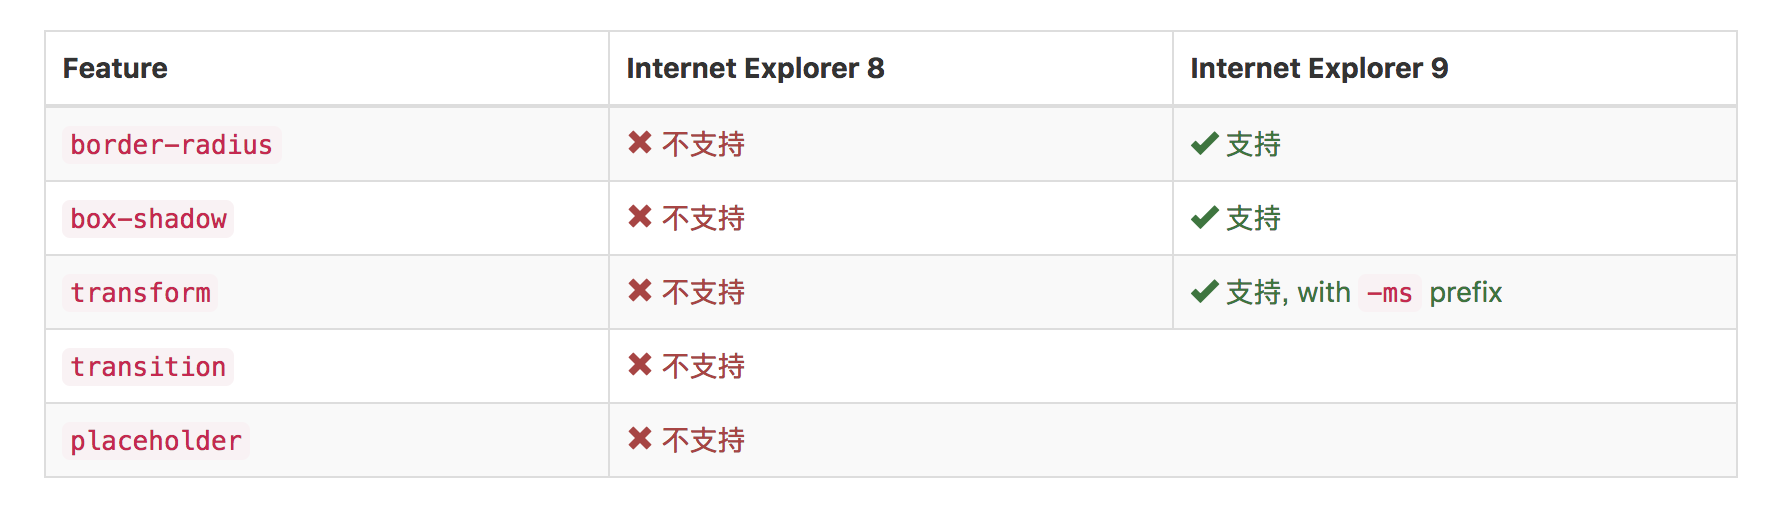 Feature Internet Explorer 8 Internet Explorer 9
border-radius ✖ 不支持 ✔ 支持
box-shadow ✖ 不支持 ✔ 支持
transform ✖ 不支持 ✔ 支持, with -ms prefix
transition ✖ 不支持
placeholder ✖ 不支持